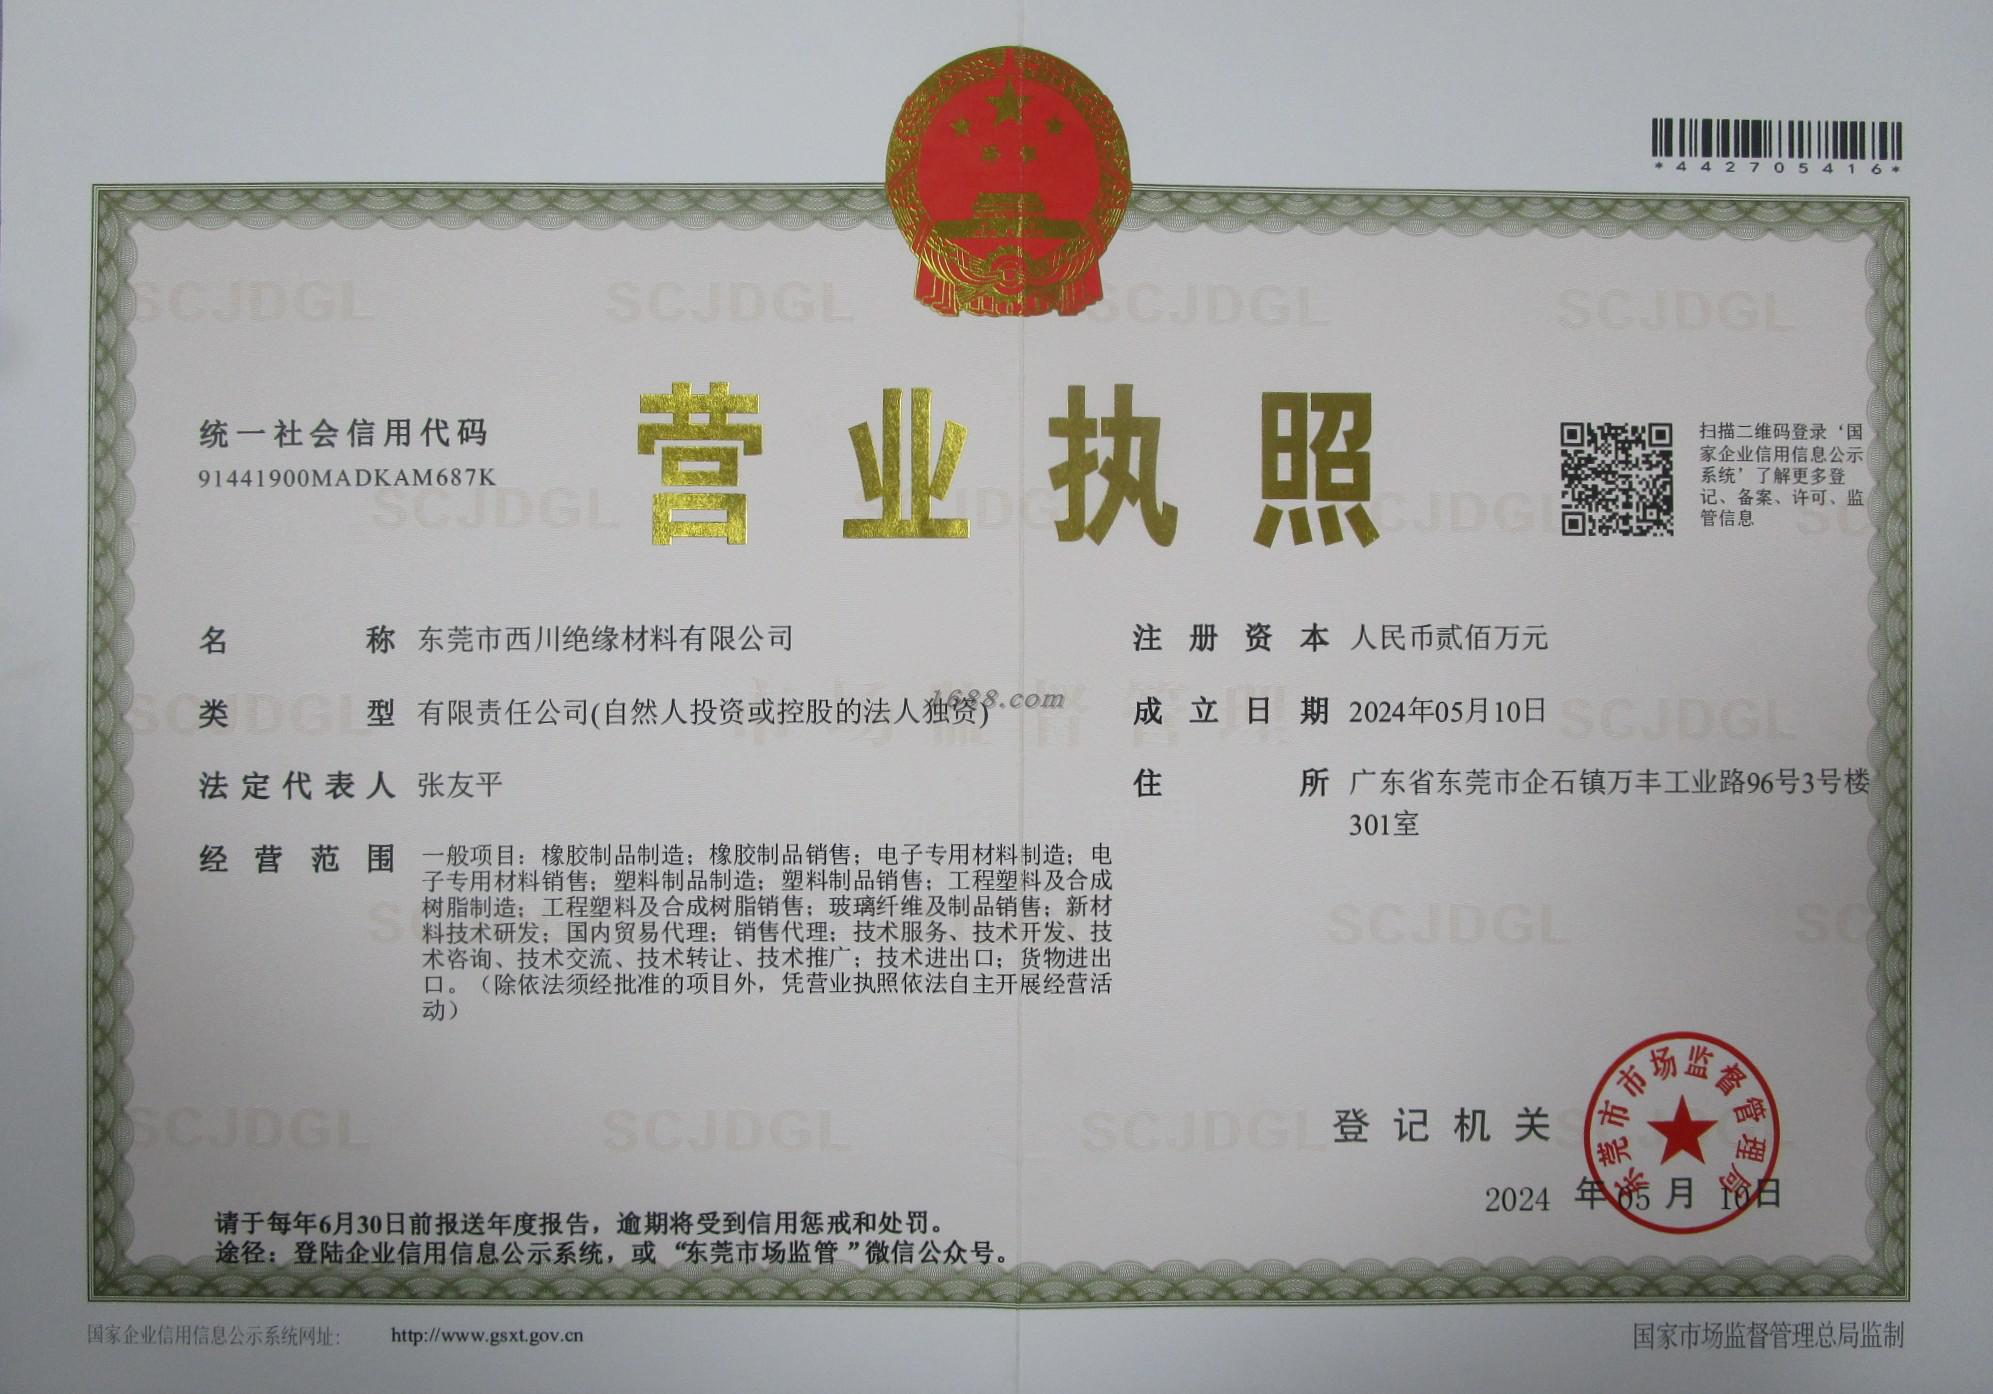 *442705416*
统一社会信用代码
91441900MADKAM687K
营业执照
扫描二维码登录‘国
家企业信用信息公示
系统’了解更多登
记、备案、许可、监
管信息
名称 东莞市西川绝缘材料有限公司
注册资本 人民币贰佰万元
类型 有限责任公司(自然人投资或控股的法人独资)
1688.com
成立日期 2024年05月10日
法定代表人 张友平
住所 广东省东莞市企石镇万丰工业路96号3号楼
301室
经营范围 一般项目：橡胶制品制造；橡胶制品销售；电子专用材料制造；电
子专用材料销售；塑料制品制造；塑料制品销售；工程塑料及合成
树脂制造；工程塑料及合成树脂销售；玻璃纤维及制品销售；新材
料技术研发；国内贸易代理；销售代理；技术服务、技术开发、技
术咨询、技术交流、技术转让、技术推广；技术进出口；货物进出
口。（除依法须经批准的项目外，凭营业执照依法自主开展经营活
动）
登记机关
东莞市市场监督管理局
2024 年 05 月 10日
请于每年6月30日前报送年度报告，逾期将受到信用惩戒和处罚。
途径：登陆企业信用信息公示系统，或“东莞市场监管”微信公众号。
国家企业信用信息公示系统网址： http://www.gsxt.gov.cn
国家市场监督管理总局监制
SCJDGL
市场监督管理